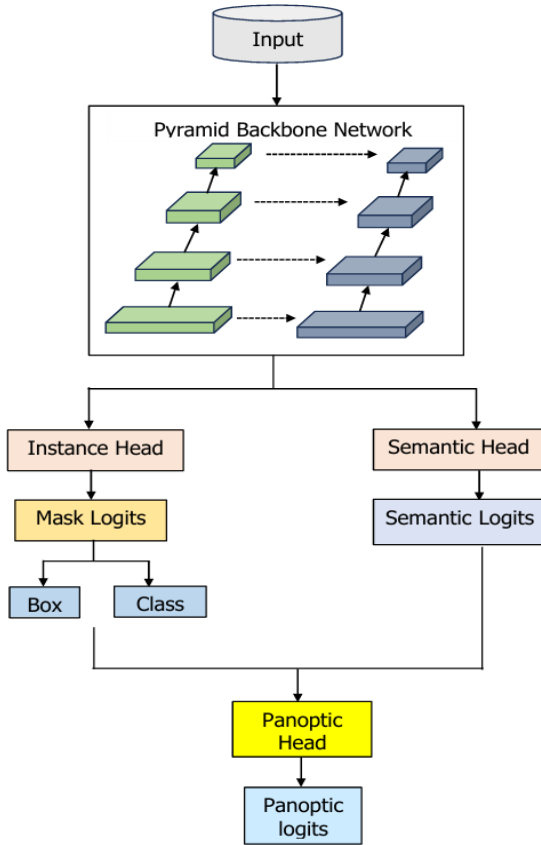 Input
Pyramid Backbone Network
Instance Head
Semantic Head
Mask Logits
Semantic Logits
Box
Class
Panoptic
Head
Panoptic
logits